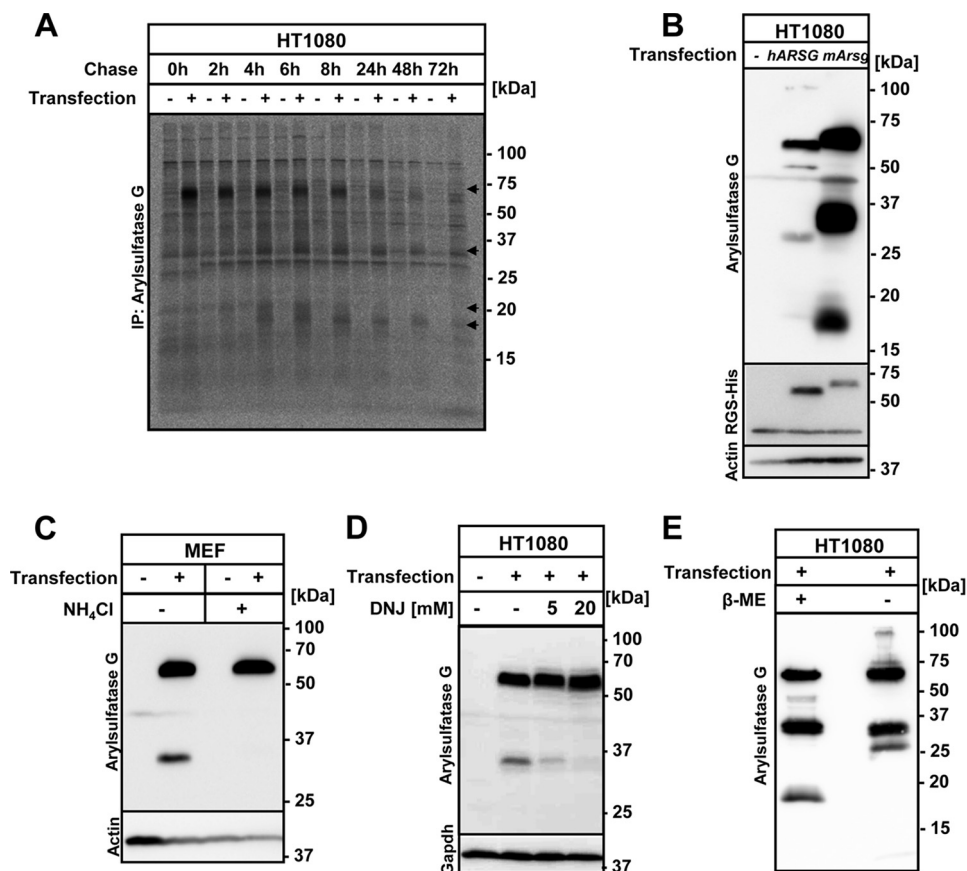 A
HT1080
Chase 0h 2h 4h 6h 8h 24h 48h 72h
[kDa]
Transfection - + - + - + - + - + - + - + - +
IP: Arylsulfatase G
- 100
- 75
- 50
- 37
- 25
- 20
- 15
B
HT1080
Transfection - hARSG mArsg
[kDa]
Arylsulfatase G
- 100
- 75
- 50
- 37
- 25
- 20
- 15
RGS-His
- 75
- 50
Actin
- 37
C
MEF
Transfection - + - +
NH4Cl - +
[kDa]
Arylsulfatase G
- 100
- 70
- 50
- 37
- 25
Actin
- 37
D
HT1080
Transfection - + + +
DNJ [mM] - - 5 20
[kDa]
Arylsulfatase G
- 100
- 70
- 50
- 37
- 25
Gapdh
- 37
E
HT1080
Transfection + +
β-ME + -
[kDa]
Arylsulfatase G
- 100
- 75
- 50
- 37
- 25
- 20
- 15